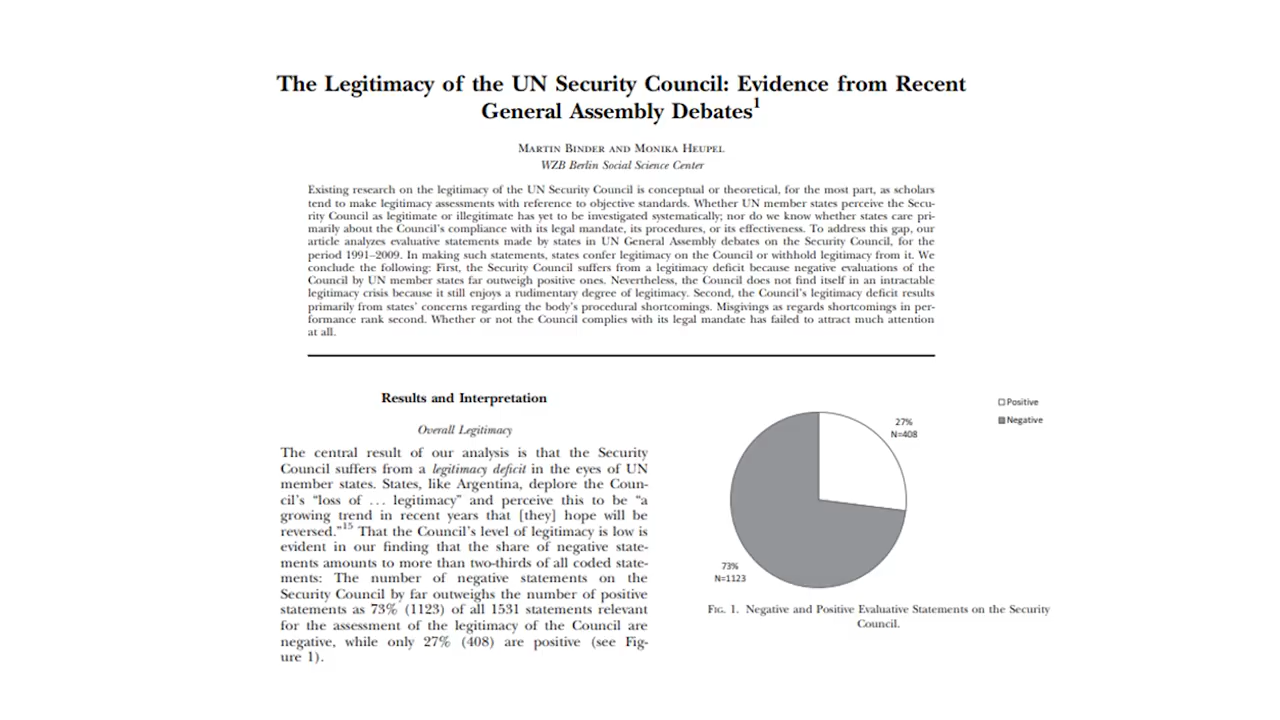 The Legitimacy of the UN Security Council: Evidence from Recent
General Assembly Debates1
MARTIN BINDER AND MONIKA HEUPEL
WZB Berlin Social Science Center
Existing research on the legitimacy of the UN Security Council is conceptual or theoretical, for the most part, as scholars
tend to make legitimacy assessments with reference to objective standards. Whether UN member states perceive the Secu-
rity Council as legitimate or illegitimate has yet to be investigated systematically; nor do we know whether states care pri-
marily about the Council's compliance with its legal mandate, its procedures, or its effectiveness. To address this gap, our
article analyzes evaluative statements made by states in UN General Assembly debates on the Security Council, for the
period 1991–2009. In making such statements, states confer legitimacy on the Council or withhold legitimacy from it. We
conclude the following: First, the Security Council suffers from a legitimacy deficit because negative evaluations of the
Council by UN member states far outweigh positive ones. Nevertheless, the Council does not find itself in an intractable
legitimacy crisis because it still enjoys a rudimentary degree of legitimacy. Second, the Council's legitimacy deficit results
primarily from states' concerns regarding the body's procedural shortcomings. Misgivings as regards shortcomings in per-
formance rank second. Whether or not the Council complies with its legal mandate has failed to attract much attention
at all.
Results and Interpretation
Overall Legitimacy
The central result of our analysis is that the Security
Council suffers from a legitimacy deficit in the eyes of UN
member states. States, like Argentina, deplore the Coun-
cil's "loss of … legitimacy" and perceive this to be "a
growing trend in recent years that [they] hope will be
reversed."15 That the Council's level of legitimacy is low is
evident in our finding that the share of negative state-
ments amounts to more than two-thirds of all coded state-
ments: The number of negative statements on the
Security Council by far outweighs the number of positive
statements as 73% (1123) of all 1531 statements relevant
for the assessment of the legitimacy of the Council are
negative, while only 27% (408) are positive (see Fig-
ure 1).
Positive
Negative
27%
N=408
73%
N=1123
FIG. 1. Negative and Positive Evaluative Statements on the Security
Council.